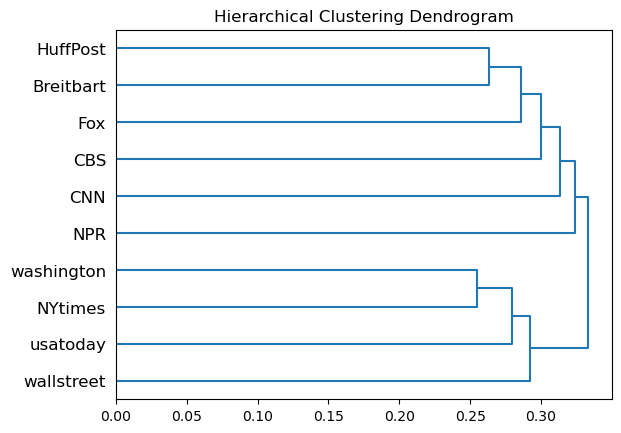 Hierarchical Clustering Dendrogram
HuffPost
Breitbart
Fox
CBS
CNN
NPR
washington
NYtimes
usatoday
wallstreet
0.00 0.05 0.10 0.15 0.20 0.25 0.30